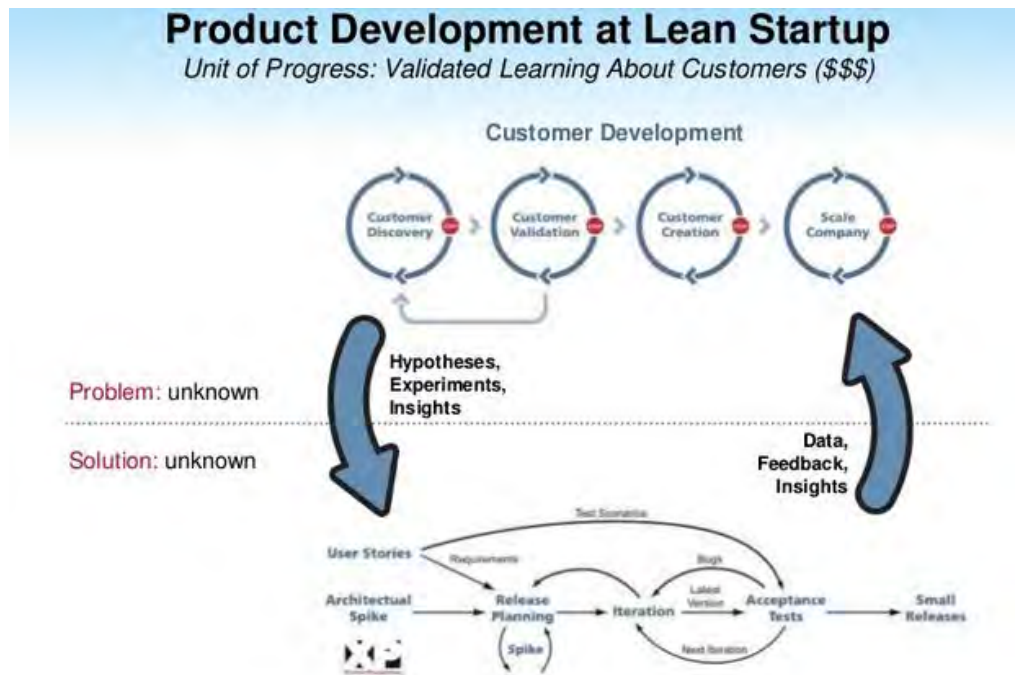 Product Development at Lean Startup
Unit of Progress: Validated Learning About Customers ($$$)
Customer Development
Customer
Discovery
Customer
Validation
Customer
Creation
Scale
Company
Hypotheses,
Experiments,
Insights
Problem: unknown
Solution: unknown
Data,
Feedback,
Insights
Test Scenarios
User Stories
Requirements
Bugs
Architectual
Spike
Release
Planning
Iteration
Latest
Version
Acceptance
Tests
Small
Releases
Spike
Next Iteration
XP